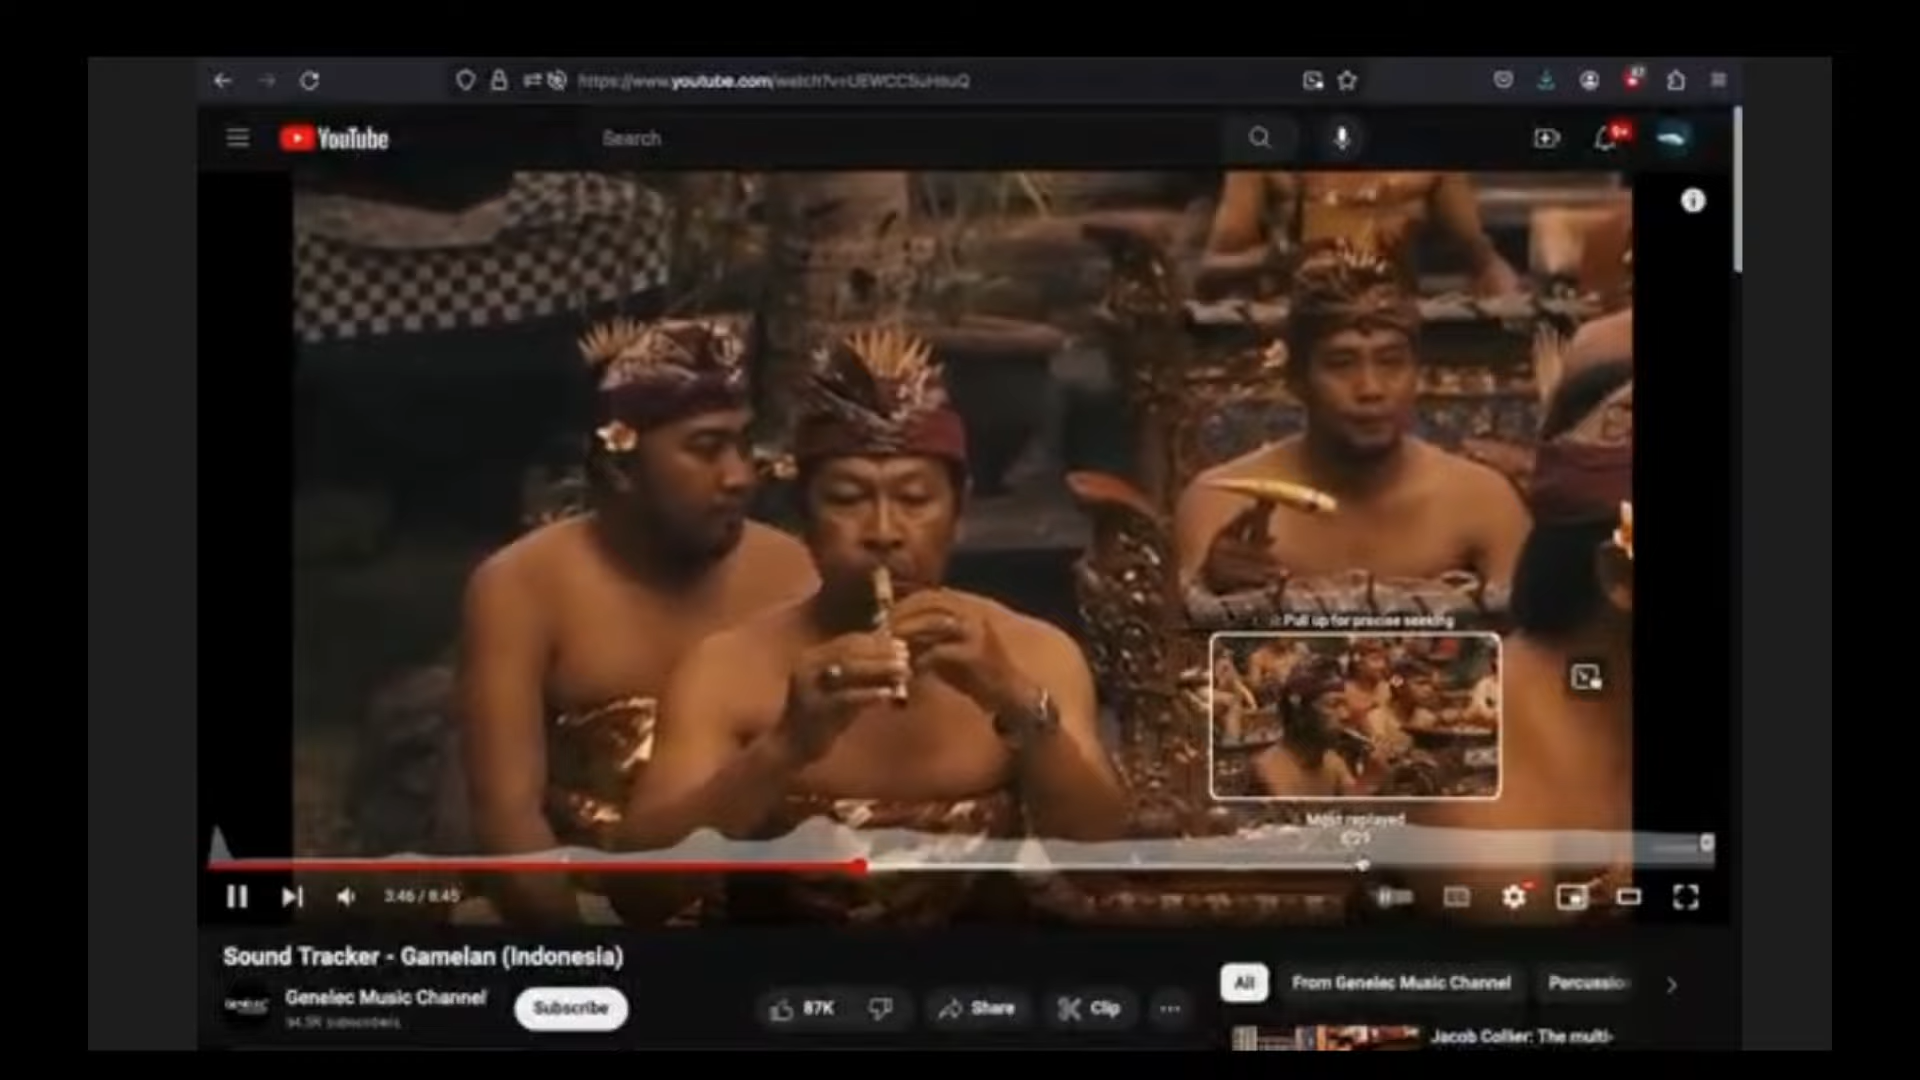 YouTube
Search
9+
Pull up for precise seeking
Most replayed
3:46 / 8:45
Sound Tracker - Gamelan (Indonesia)
Genelec Music Channel
Subscribe
87K
Share
Clip
All
From Genelec Music Channel
Jacob Collier: The multi-